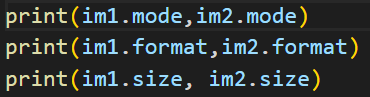 print(im1.mode,im2.mode)
print(im1.format,im2.format)
print(im1.size, im2.size)